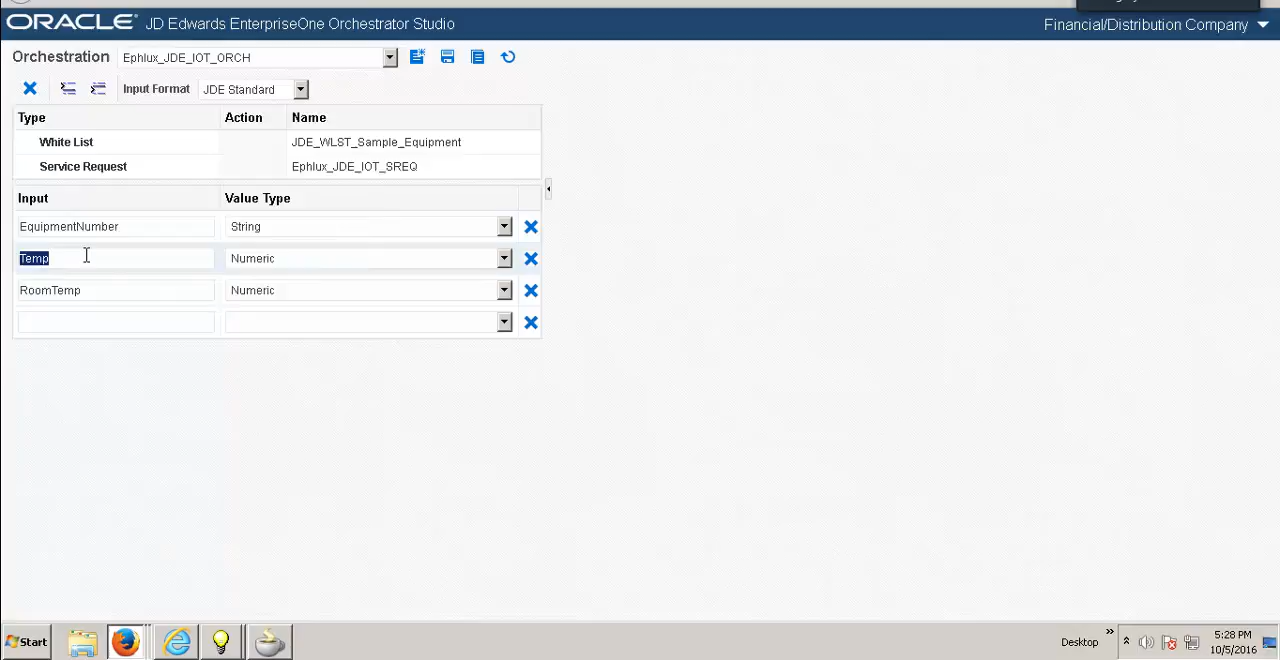 ORACLE® JD Edwards EnterpriseOne Orchestrator Studio Financial/Distribution Company
Orchestration Ephlux_JDE_IOT_ORCH
Input Format JDE Standard
Type Action Name
White List JDE_WLST_Sample_Equipment
Service Request Ephlux_JDE_IOT_SREQ
Input Value Type
EquipmentNumber String
Temp Numeric
RoomTemp Numeric
Start Desktop 5:28 PM
10/5/2016